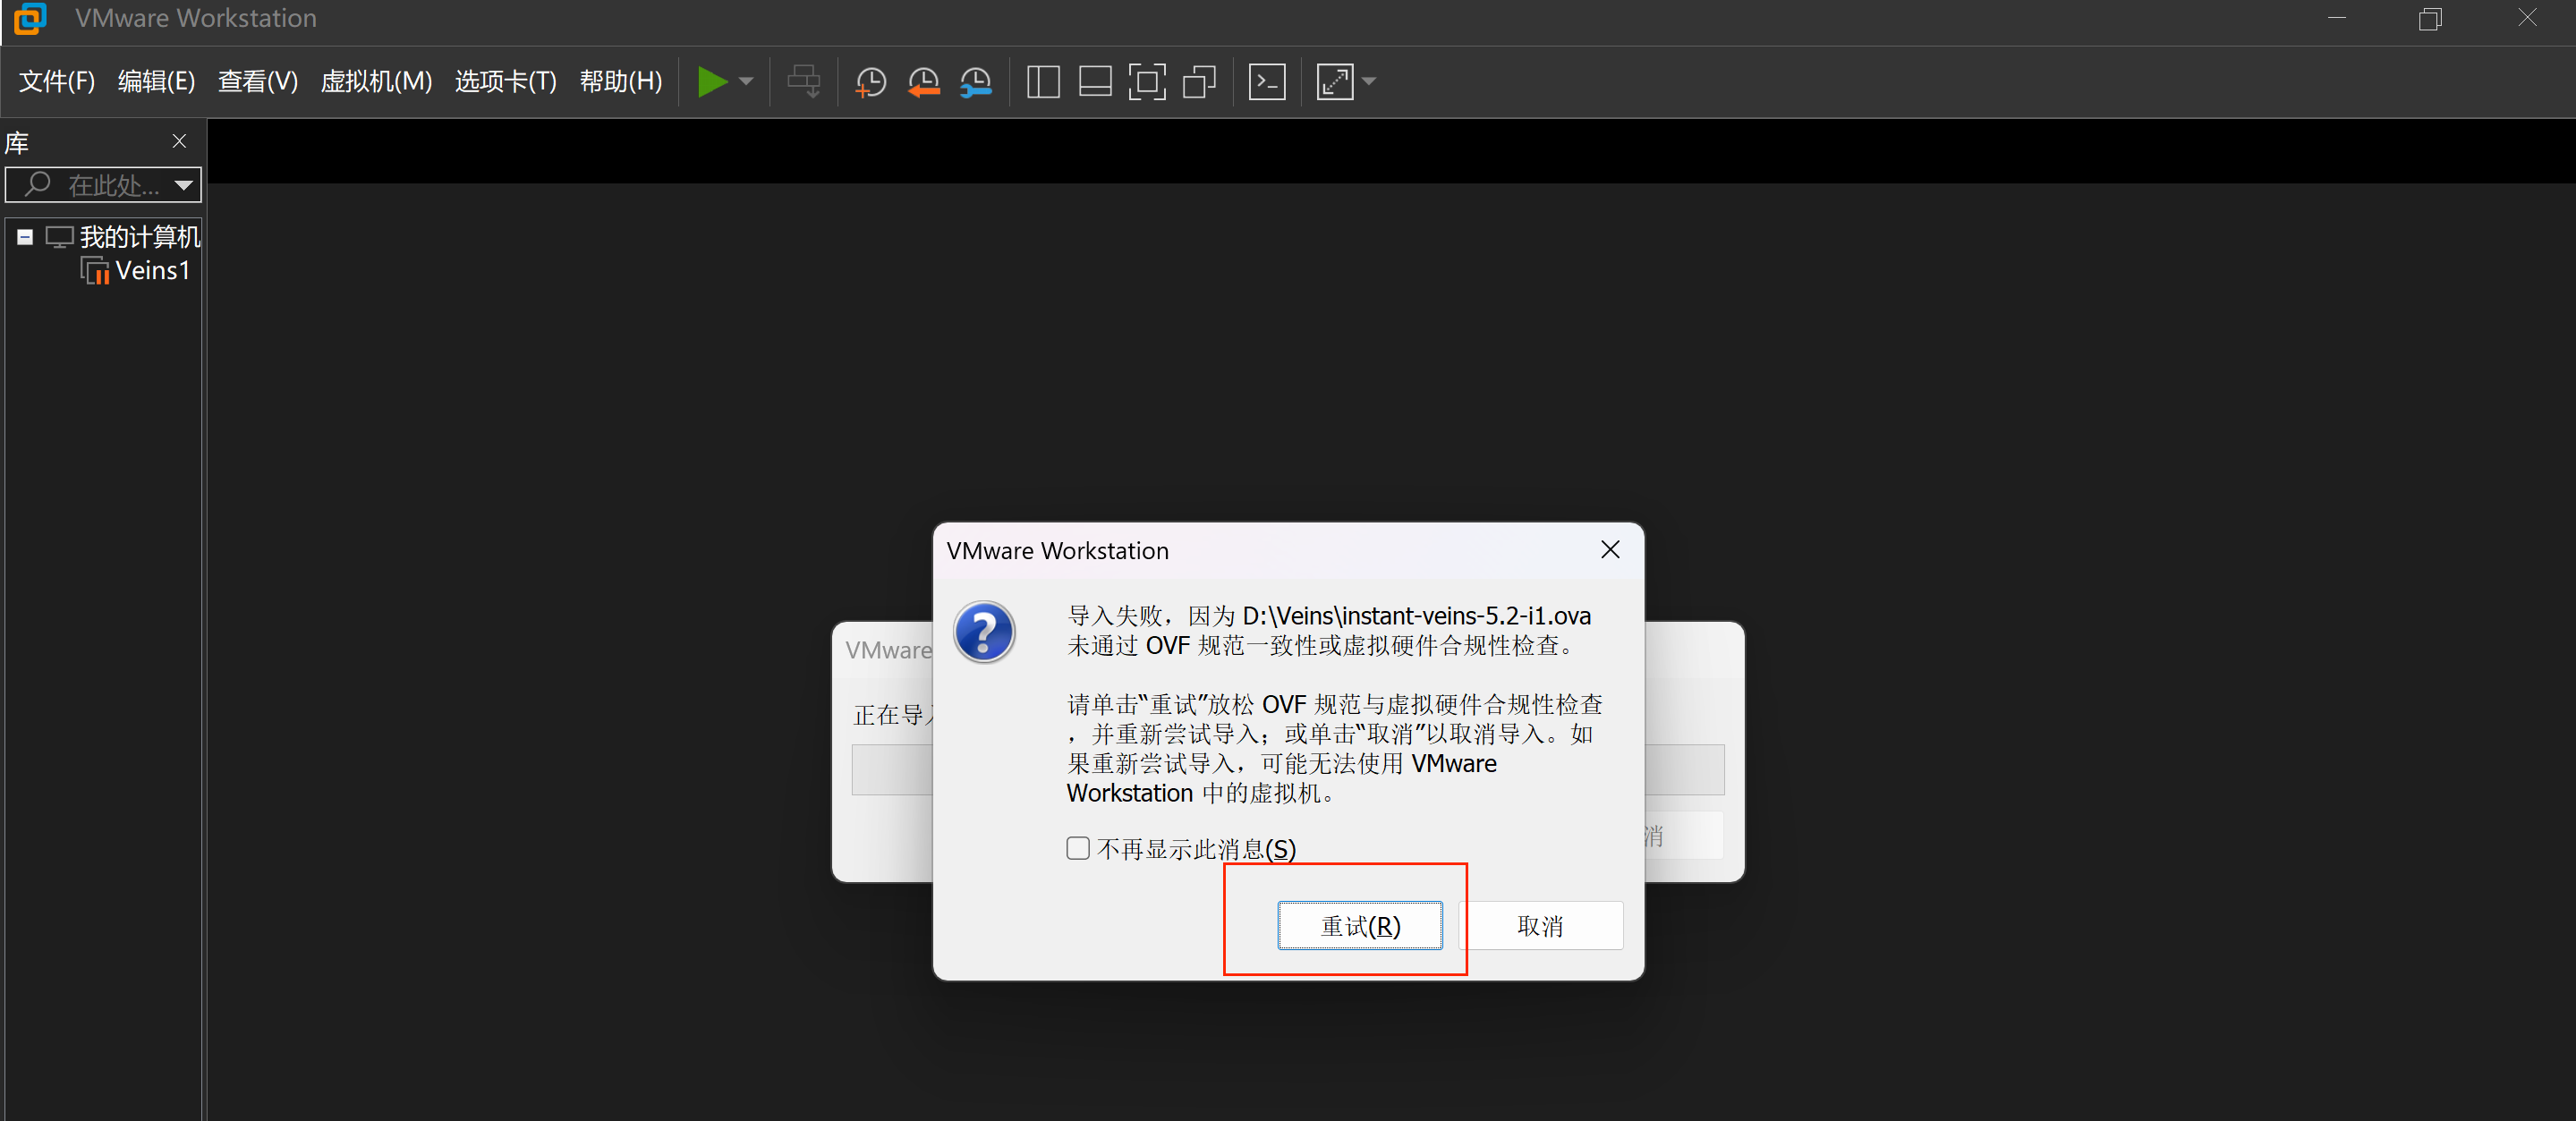 VMware Workstation
文件(F) 编辑(E) 查看(V) 虚拟机(M) 选项卡(T) 帮助(H)
库
在此处...
我的计算机
Veins1
VMware Workstation
导入失败，因为 D:\Veins\instant-veins-5.2-i1.ova
未通过 OVF 规范一致性或虚拟硬件合规性检查。
请单击“重试”放松 OVF 规范与虚拟硬件合规性检查
，并重新尝试导入；或单击“取消”以取消导入。如
果重新尝试导入，可能无法使用 VMware
Workstation 中的虚拟机。
不再显示此消息(S)
重试(R)
取消
VMware
正在导
消